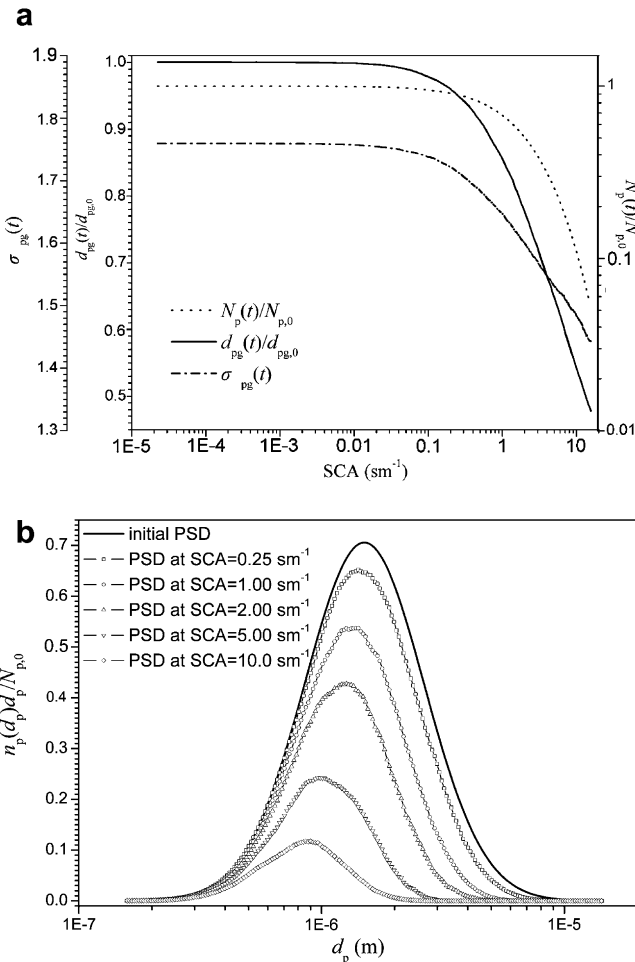 a
1.9
1.8
1.7
1.6
1.5
1.4
1.3
σpg(t)
1.0
0.9
0.8
0.7
0.6
0.5
dpg(t)/dpg,0
1
0.1
0.01
Np(t)/Np,0
Np(t)/Np,0
dpg(t)/dpg,0
σ pg(t)
1E-5 1E-4 1E-3 0.01 0.1 1 10
SCA (sm-1)
b
initial PSD
PSD at SCA=0.25 sm-1
PSD at SCA=1.00 sm-1
PSD at SCA=2.00 sm-1
PSD at SCA=5.00 sm-1
PSD at SCA=10.0 sm-1
0.7
0.6
0.5
0.4
0.3
0.2
0.1
0.0
np(dp)dp/Np,0
1E-7 1E-6 1E-5
dp (m)